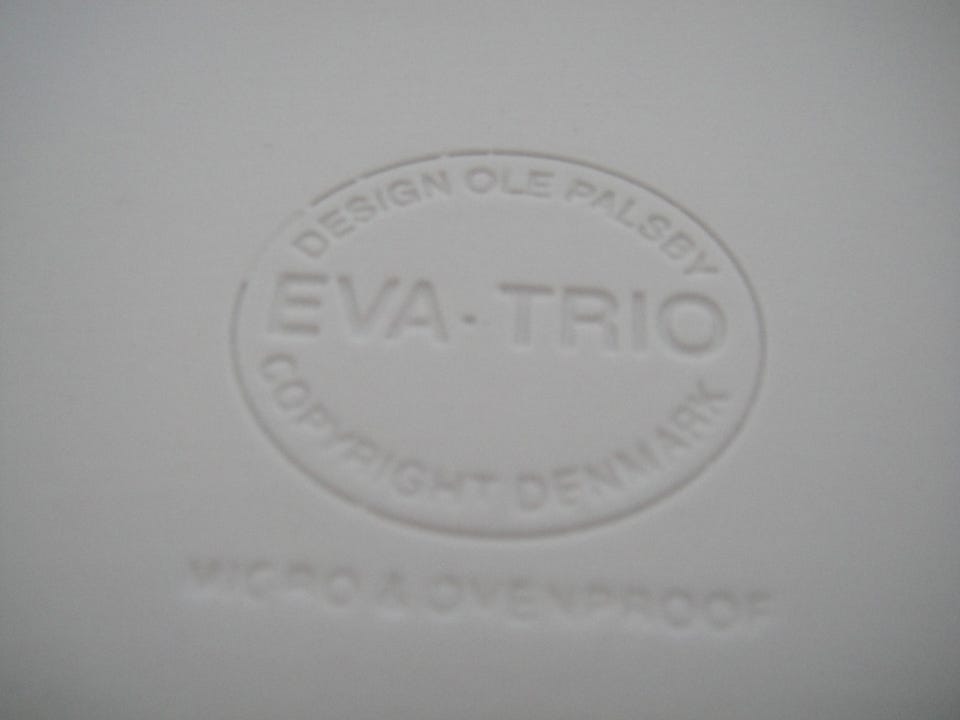 DESIGN OLE PALSBY
EVA·TRIO
COPYRIGHT DENMARK
MICRO & OVENPROOF